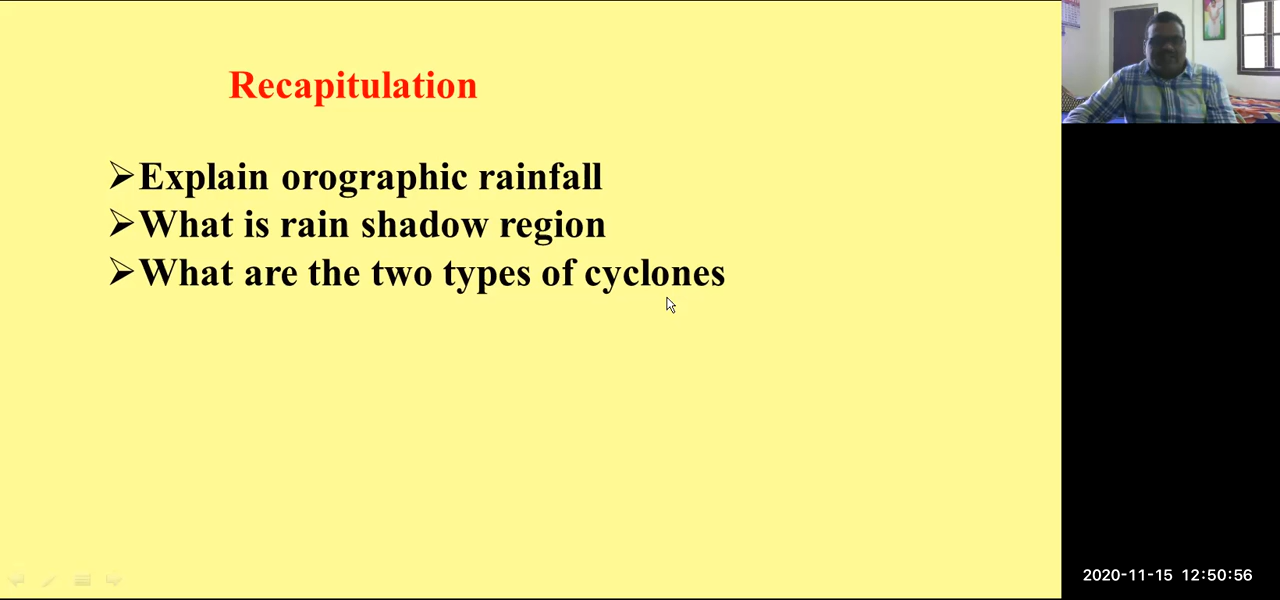 Recapitulation
➢Explain orographic rainfall
➢What is rain shadow region
➢What are the two types of cyclones
2020-11-15 12:50:56